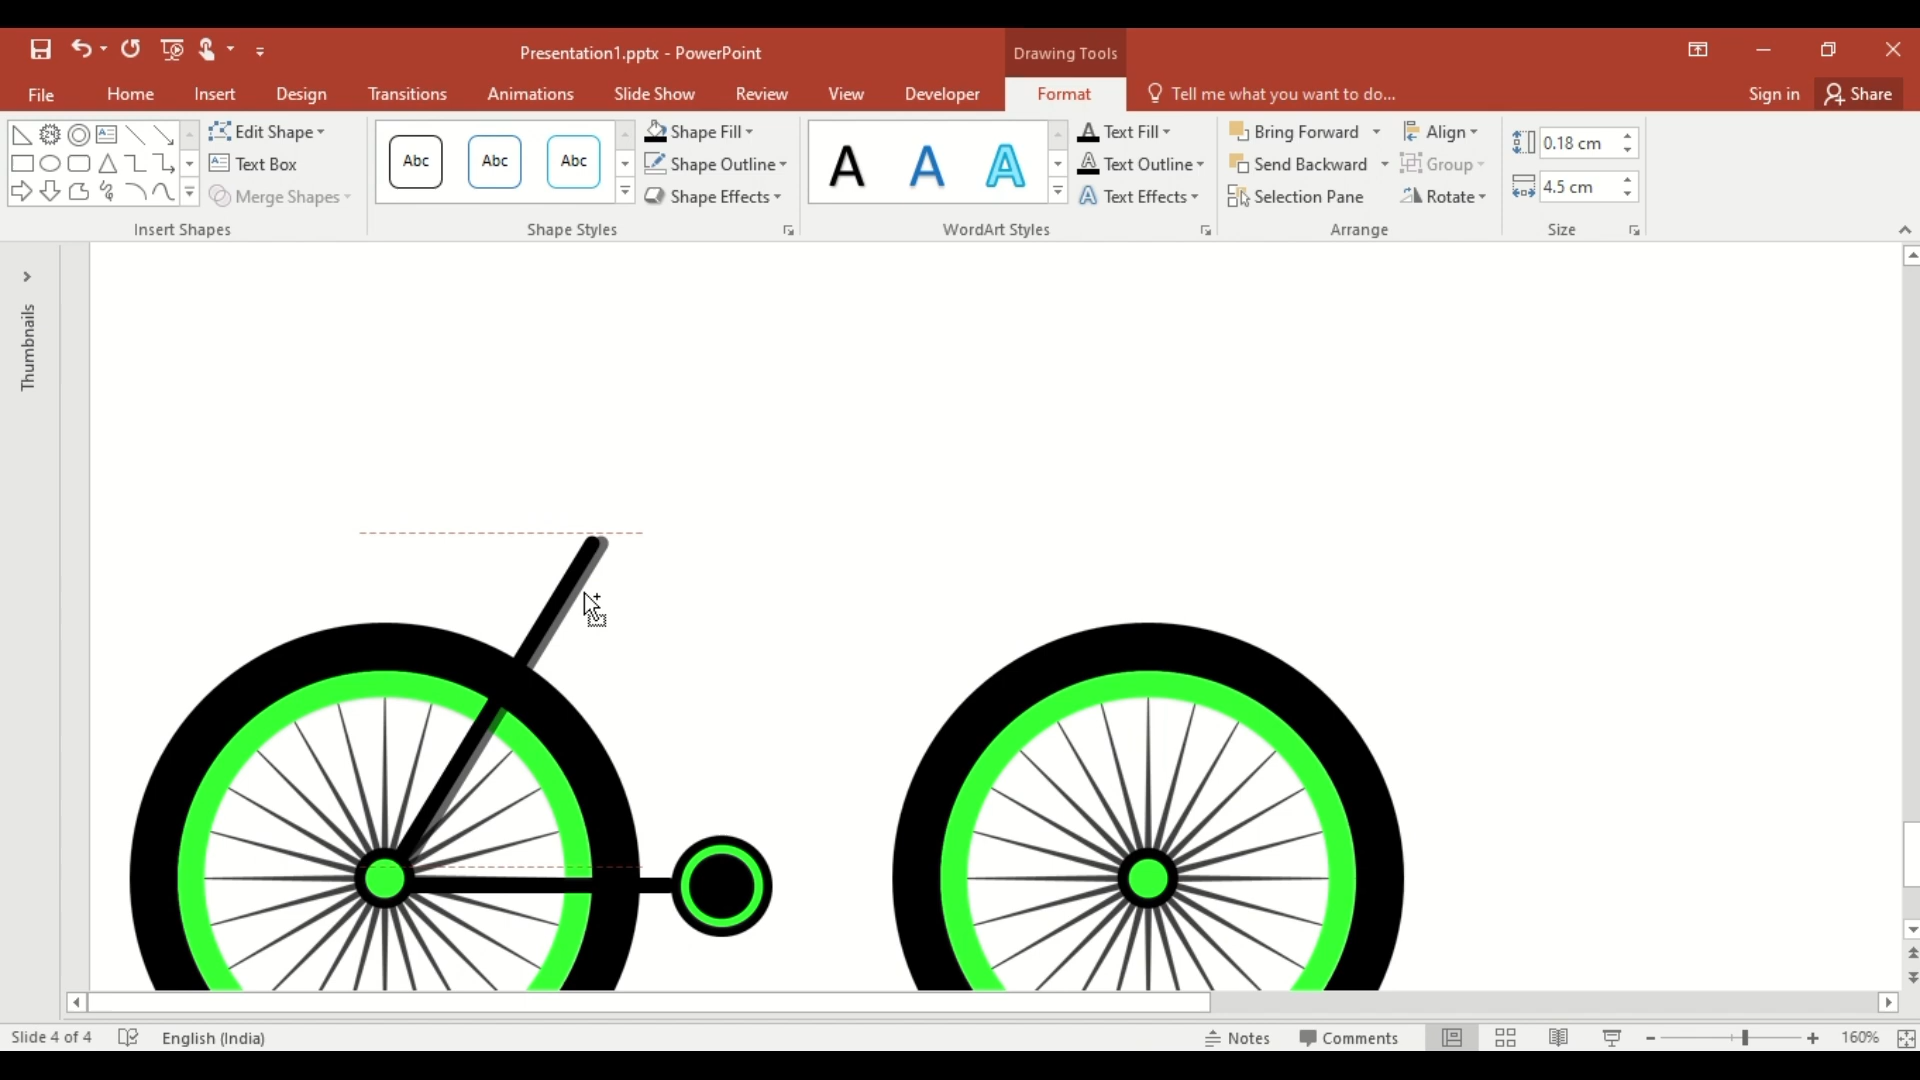 Presentation1.pptx - PowerPoint
Drawing Tools
File
Home
Insert
Design
Transitions
Animations
Slide Show
Review
View
Developer
Format
Tell me what you want to do...
Sign in
Share
Edit Shape
Text Box
Merge Shapes
Insert Shapes
Abc
Abc
Abc
Shape Fill
Shape Outline
Shape Effects
Shape Styles
A
A
A
Text Fill
Text Outline
Text Effects
WordArt Styles
Bring Forward
Send Backward
Selection Pane
Align
Group
Rotate
Arrange
0.18 cm
4.5 cm
Size
Thumbnails
Slide 4 of 4
English (India)
Notes
Comments
160%